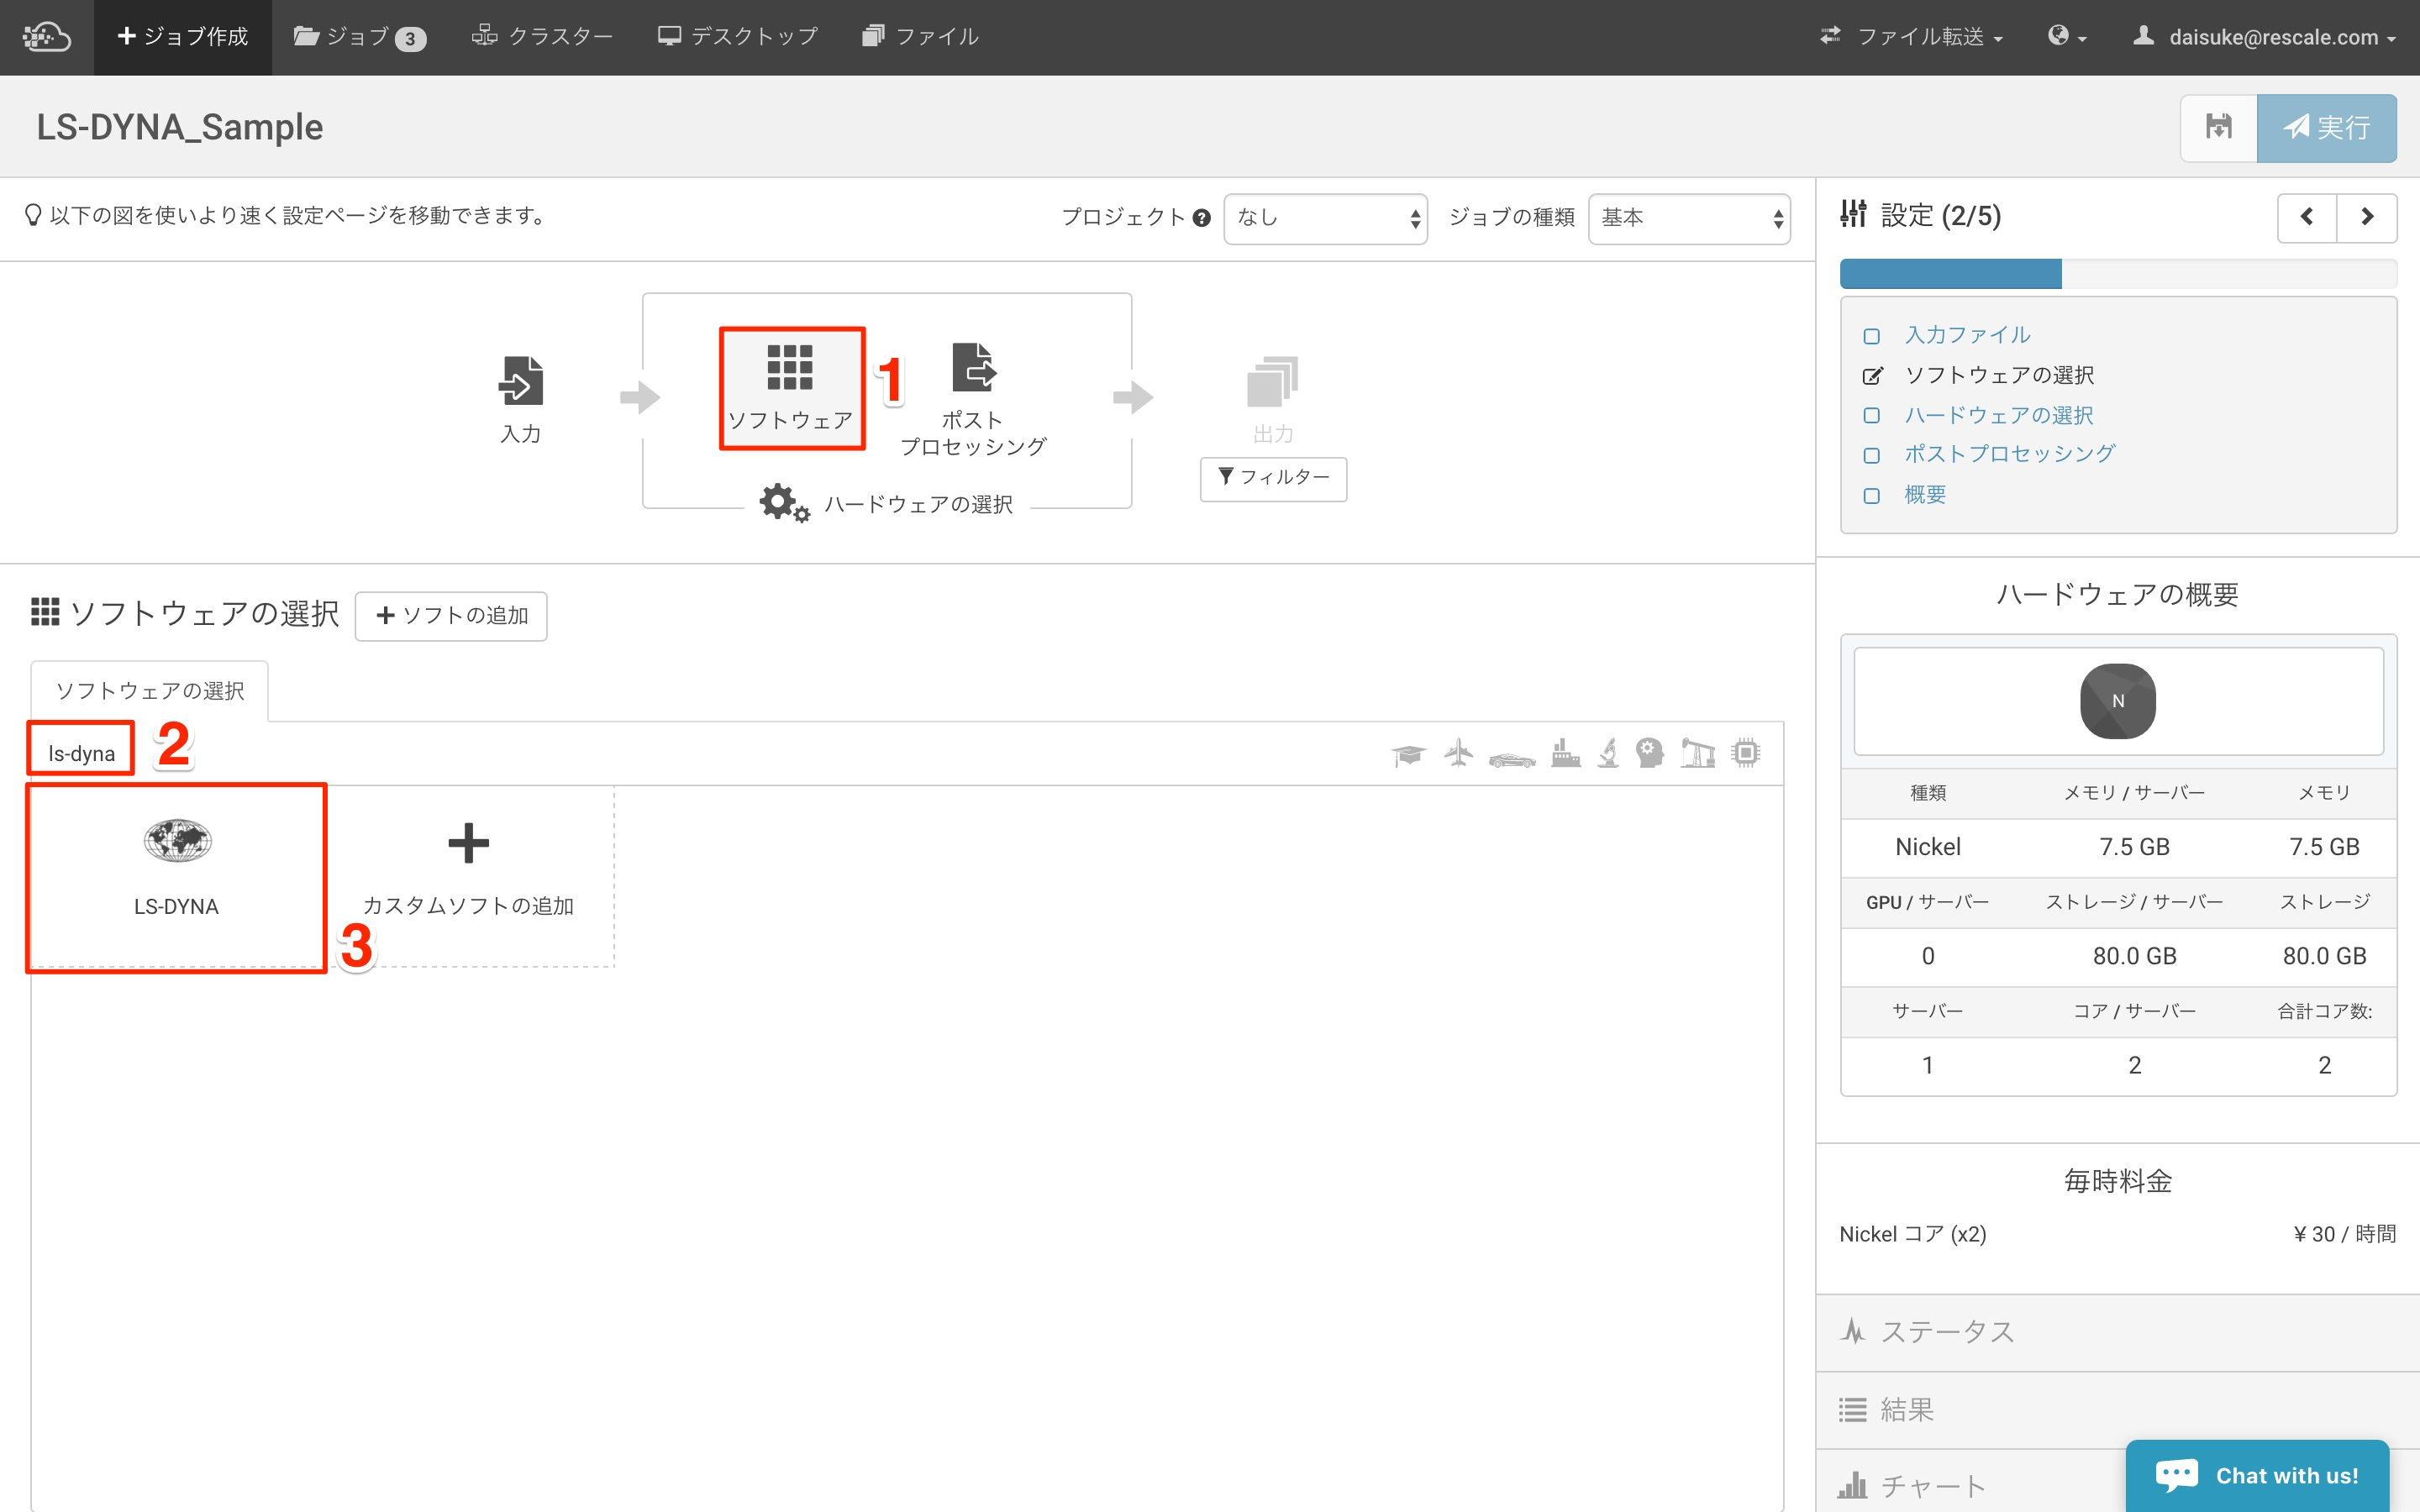 ジョブ作成
ジョブ 3
クラスター
デスクトップ
ファイル
ファイル転送
daisuke@rescale.com
LS-DYNA_Sample
実行
以下の図を使いより速く設定ページを移動できます。
プロジェクト ?
なし
ジョブの種類
基本
入力
ソフトウェア
1
ポスト
プロセッシング
ハードウェアの選択
出力
フィルター
ソフトウェアの選択
ソフトの追加
ソフトウェアの選択
ls-dyna
2
LS-DYNA
3
カスタムソフトの追加
設定 (2/5)
入力ファイル
ソフトウェアの選択
ハードウェアの選択
ポストプロセッシング
概要
ハードウェアの概要
N
種類 メモリ / サーバー メモリ
Nickel 7.5 GB 7.5 GB
GPU / サーバー ストレージ / サーバー ストレージ
0 80.0 GB 80.0 GB
サーバー コア / サーバー 合計コア数:
1 2 2
毎時料金
Nickel コア (x2) ¥ 30 / 時間
ステータス
結果
チャート
Chat with us!